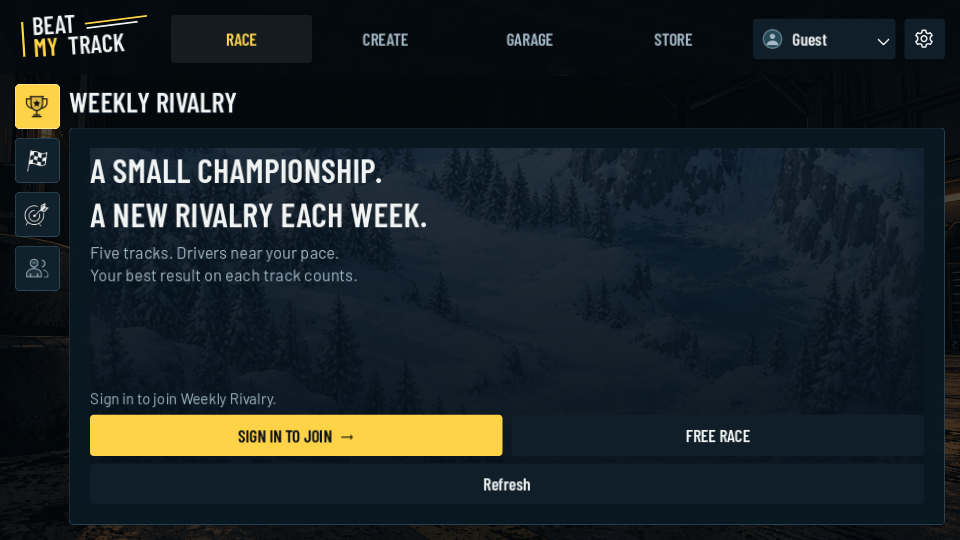 BEAT
MY TRACK
RACE
CREATE
GARAGE
STORE
Guest
WEEKLY RIVALRY
A SMALL CHAMPIONSHIP.
A NEW RIVALRY EACH WEEK.
Five tracks. Drivers near your pace.
Your best result on each track counts.
Sign in to join Weekly Rivalry.
SIGN IN TO JOIN →
FREE RACE
Refresh